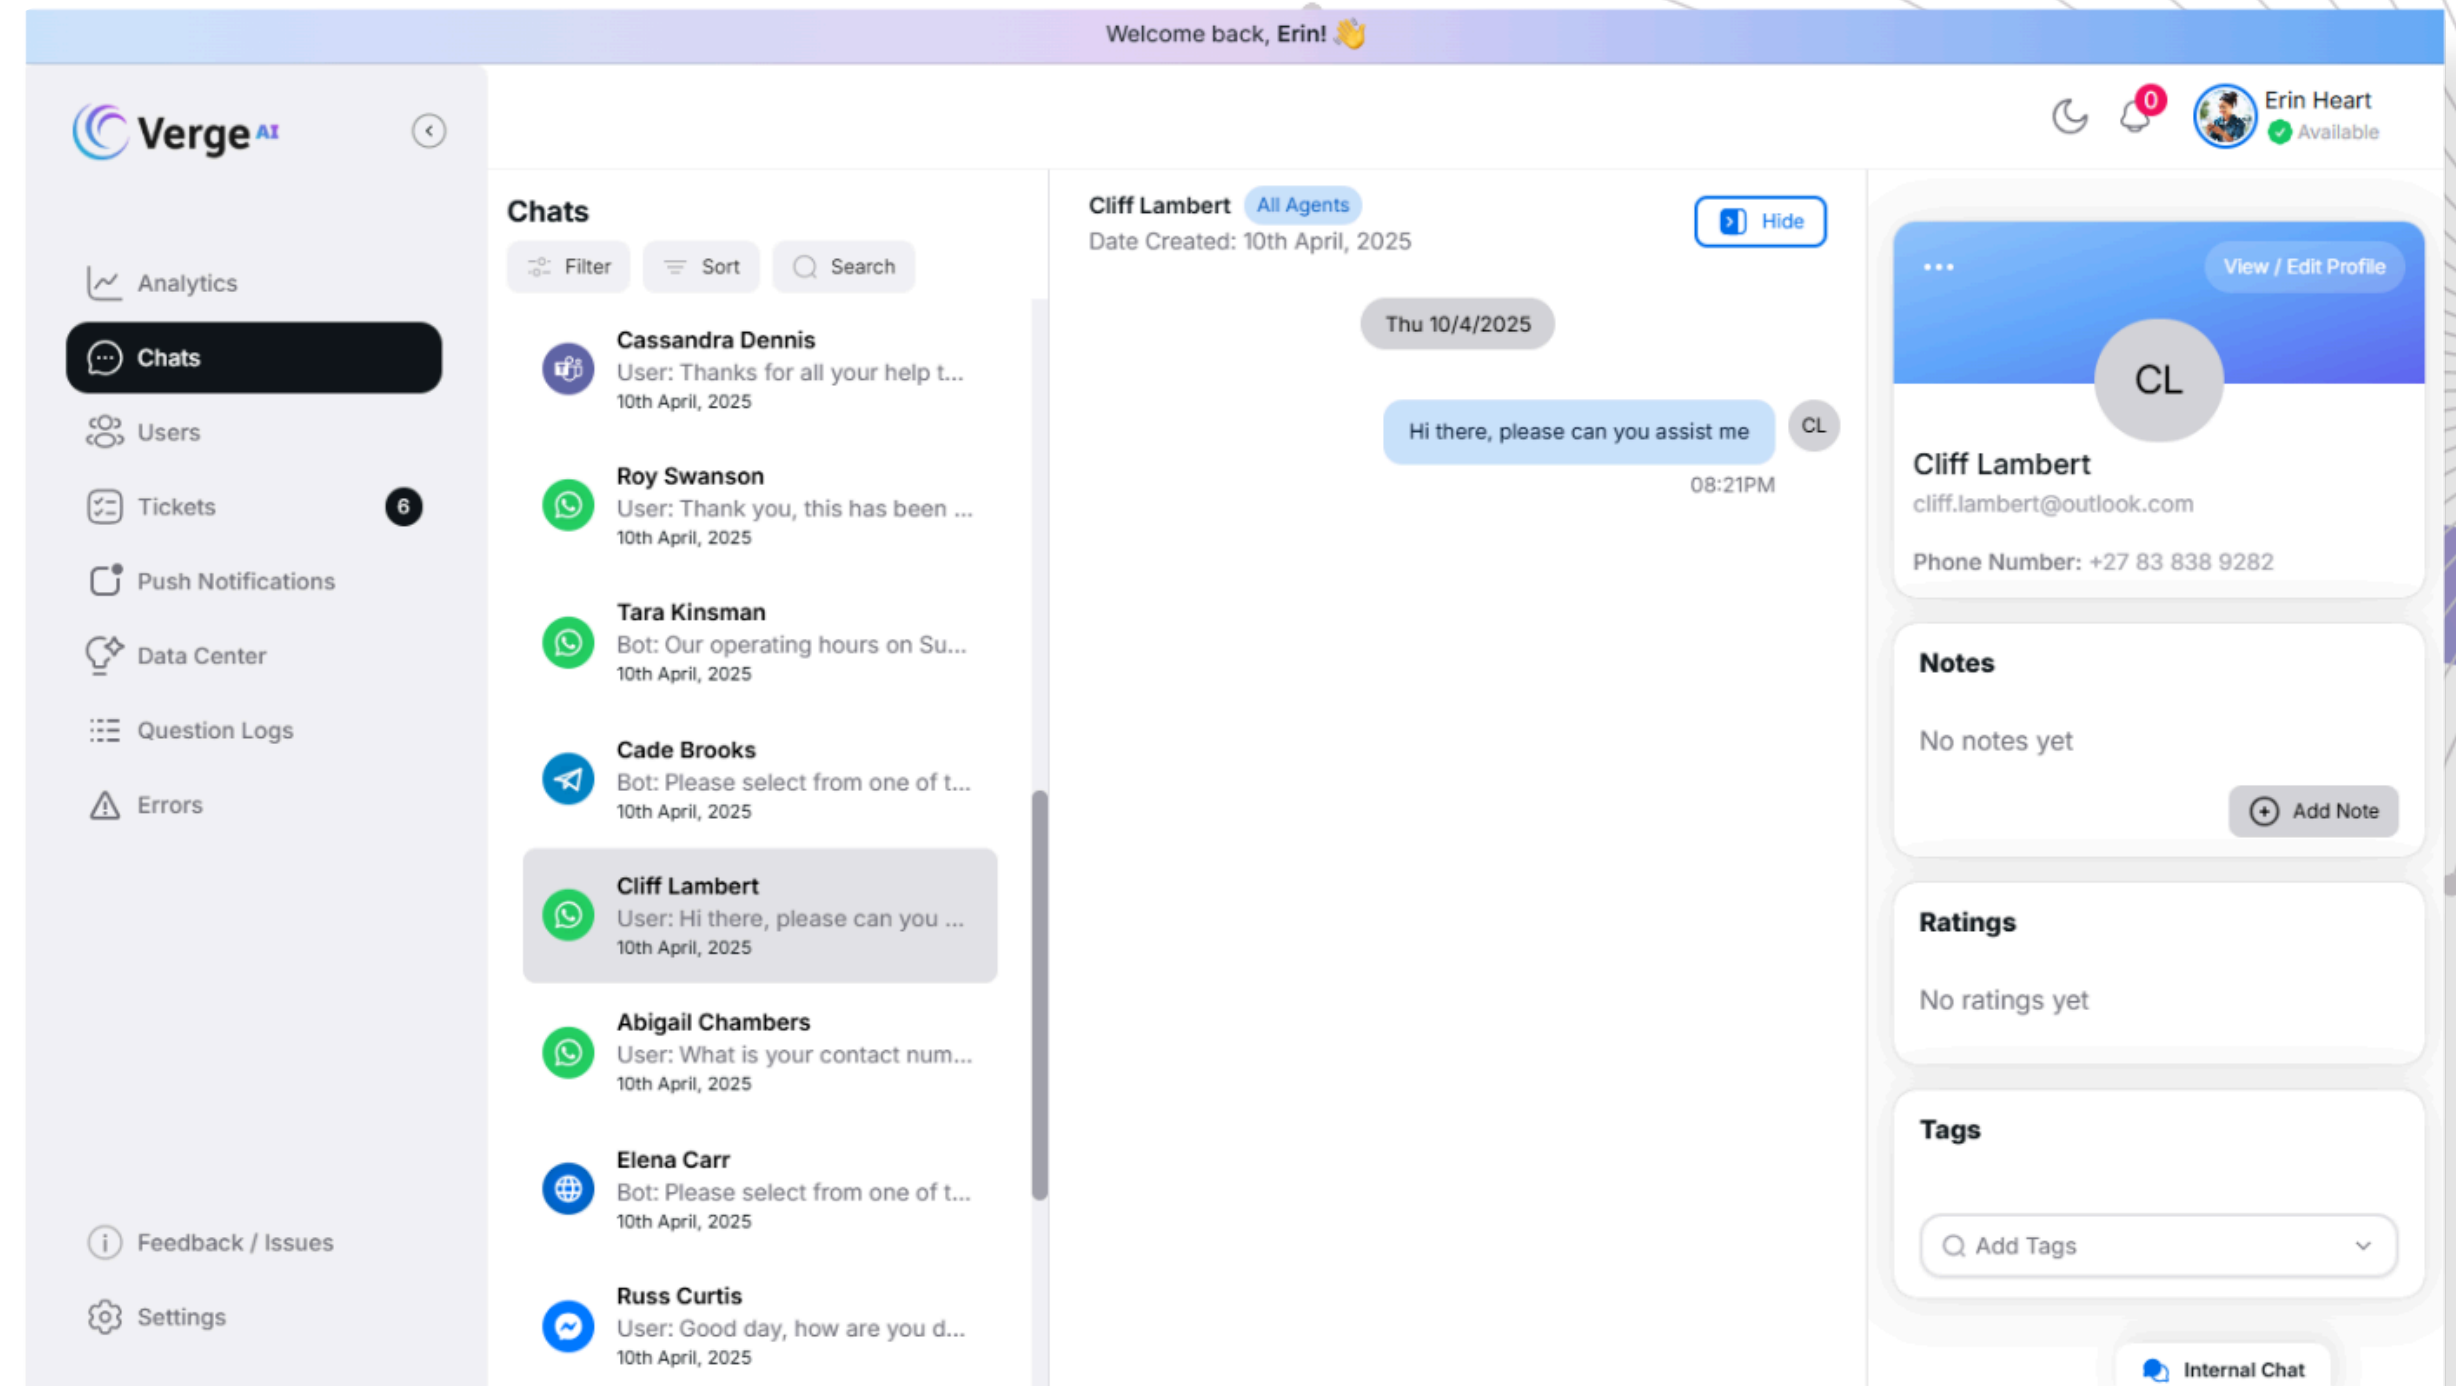 Welcome back, Erin! 👋
Verge AI
Analytics
Chats
Users
Tickets
6
Push Notifications
Data Center
Question Logs
Errors
Feedback / Issues
Settings
0
Erin Heart
Available
Chats
Filter
Sort
Search
Cassandra Dennis
User: Thanks for all your help t...
10th April, 2025
Roy Swanson
User: Thank you, this has been ...
10th April, 2025
Tara Kinsman
Bot: Our operating hours on Su...
10th April, 2025
Cade Brooks
Bot: Please select from one of t...
10th April, 2025
Cliff Lambert
User: Hi there, please can you ...
10th April, 2025
Abigail Chambers
User: What is your contact num...
10th April, 2025
Elena Carr
Bot: Please select from one of t...
10th April, 2025
Russ Curtis
User: Good day, how are you d...
10th April, 2025
Cliff Lambert All Agents
Date Created: 10th April, 2025
Hide
Thu 10/4/2025
Hi there, please can you assist me
CL
08:21PM
View / Edit Profile
CL
Cliff Lambert
cliff.lambert@outlook.com
Phone Number: +27 83 838 9282
Notes
No notes yet
Add Note
Ratings
No ratings yet
Tags
Add Tags
Internal Chat